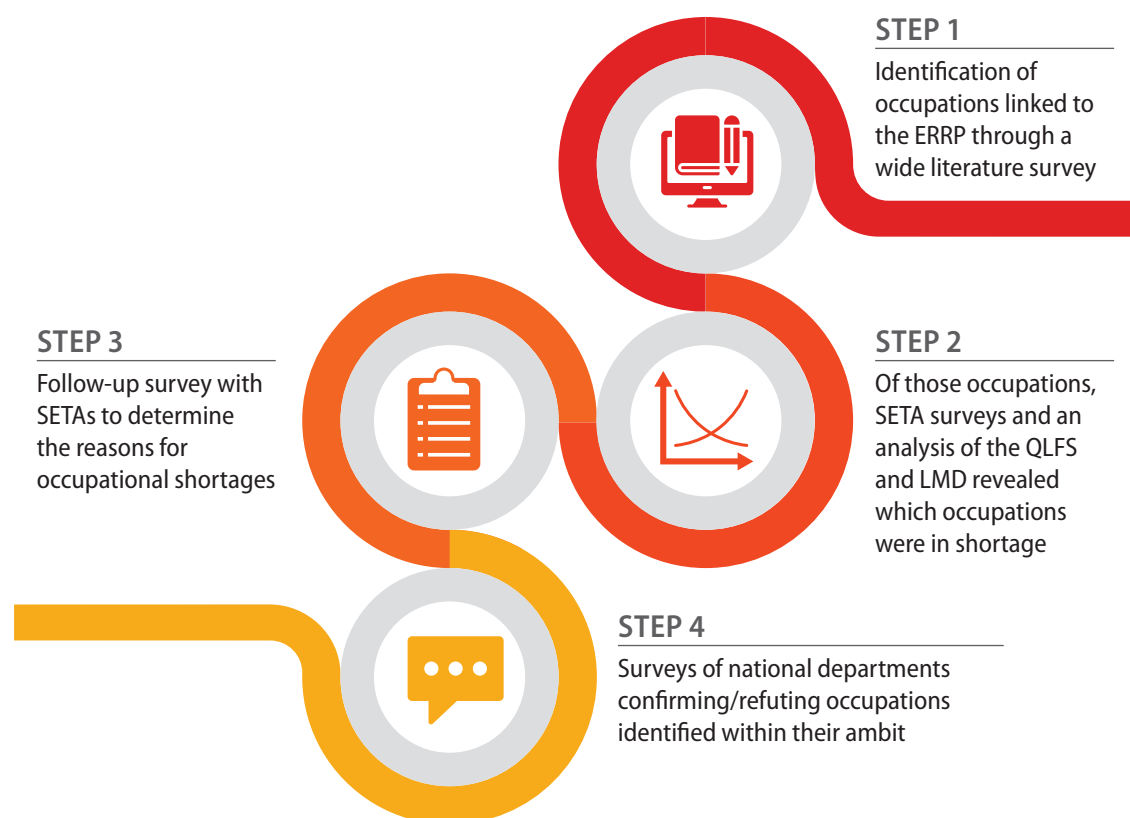 STEP 1
Identification of
occupations linked to
the ERRP through a
wide literature survey
STEP 2
Of those occupations,
SETA surveys and an
analysis of the QLFS
and LMD revealed
which occupations
were in shortage
STEP 3
Follow-up survey with
SETAs to determine
the reasons for
occupational shortages
STEP 4
Surveys of national departments
confirming/refuting occupations
identified within their ambit